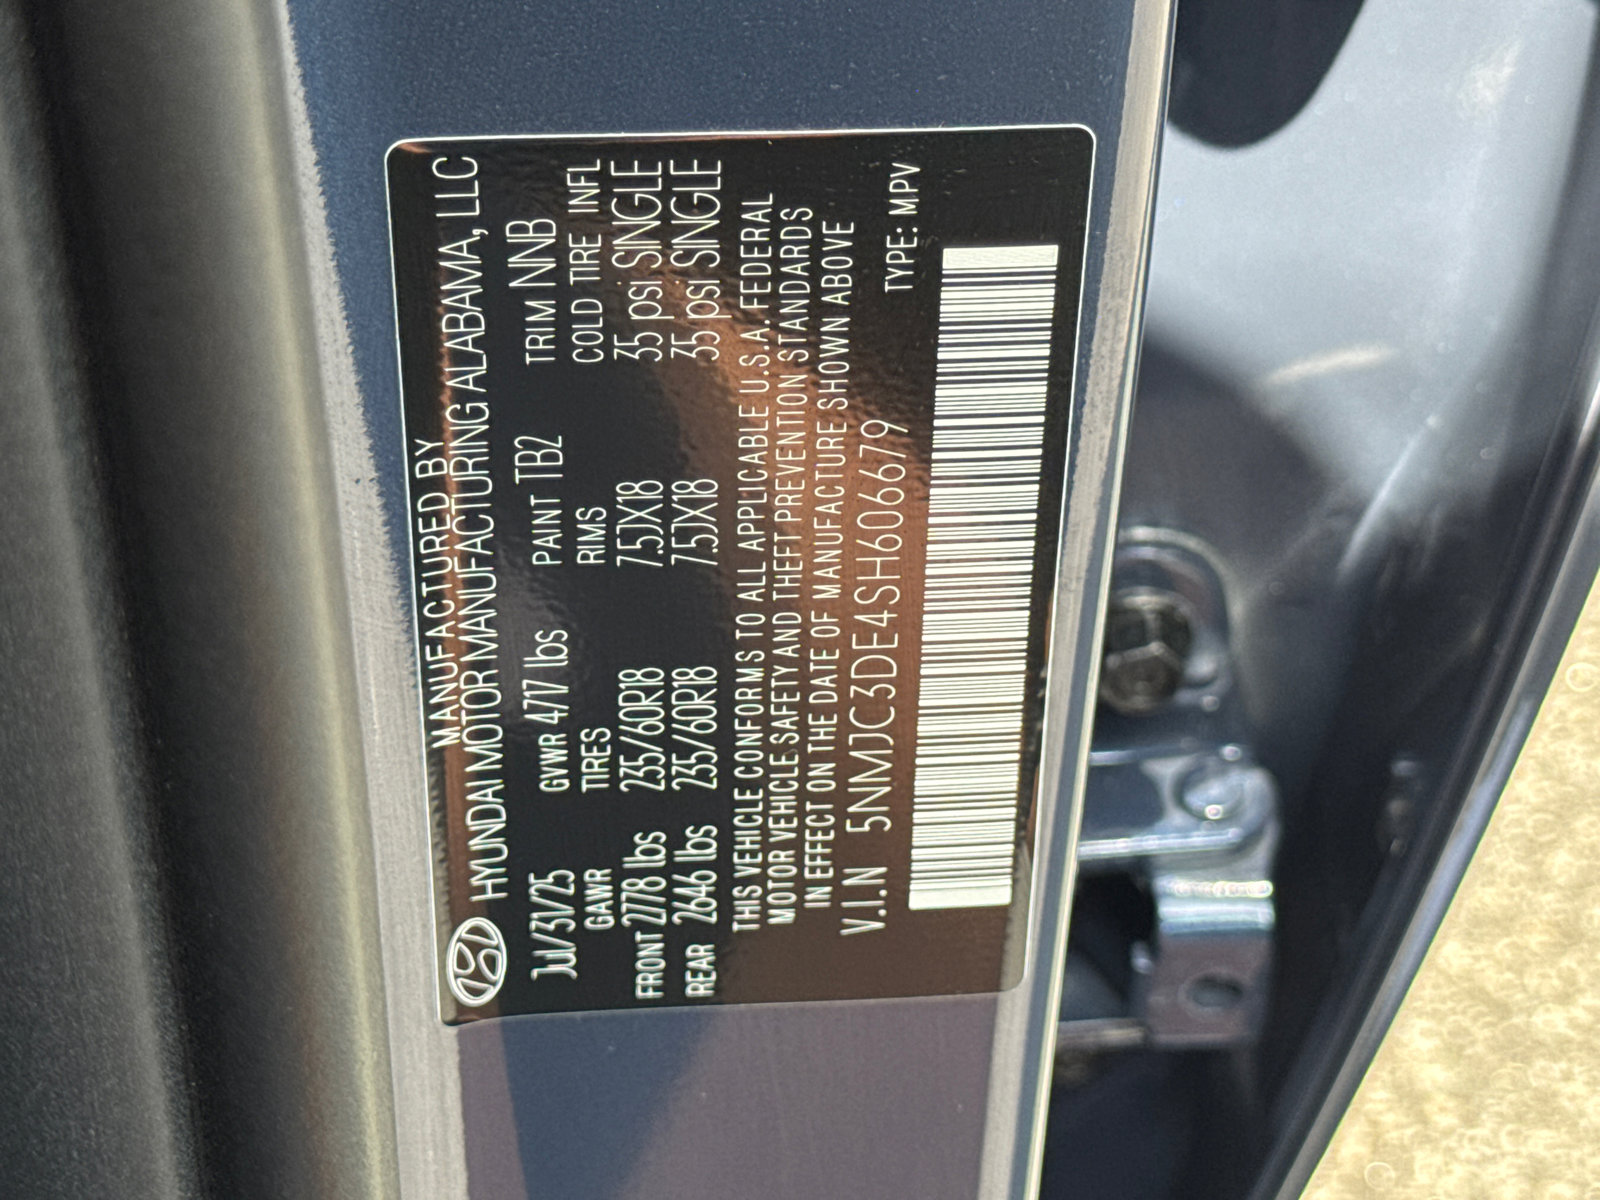 MANUFACTURED BY
HYUNDAI MOTOR MANUFACTURING ALABAMA, LLC
Jul/31/25 GVWR 4717 lbs PAINT TB2 TRIM NNB
GAWR TIRES RIMS COLD TIRE INFL
FRONT 2778 lbs 235/60R18 7.5JX18 35 psi SINGLE
REAR 2646 lbs 235/60R18 7.5JX18 35 psi SINGLE
THIS VEHICLE CONFORMS TO ALL APPLICABLE U.S.A. FEDERAL
MOTOR VEHICLE SAFETY AND THEFT PREVENTION STANDARDS
IN EFFECT ON THE DATE OF MANUFACTURE SHOWN ABOVE
V.I.N 5NMJC3DE4SH606679 TYPE: MPV